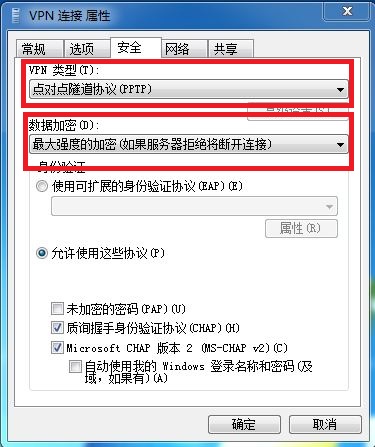 VPN 连接 属性
常规 选项 安全 网络 共享
VPN 类型(T):
点对点隧道协议(PPTP)
数据加密(D):
最大强度的加密(如果服务器拒绝将断开连接)
身份验证
使用可扩展的身份验证协议(EAP)(E)
属性(R)
允许使用这些协议(P)
未加密的密码(PAP)(U)
质询握手身份验证协议(CHAP)(H)
Microsoft CHAP 版本 2 (MS-CHAP v2)(C)
自动使用我的 Windows 登录名称和密码(及
域，如果有)(A)
确定 取消